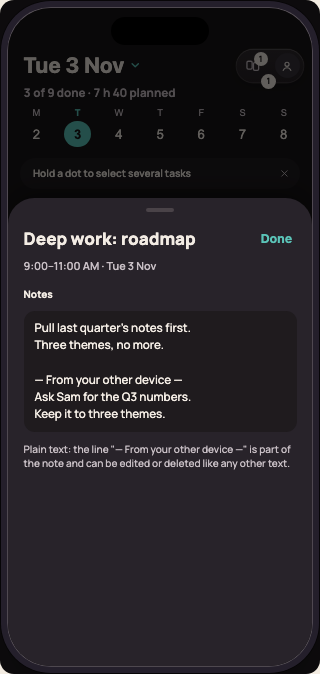 Tue 3 Nov
1
1
3 of 9 done · 7 h 40 planned
M T W T F S S
2 3 4 5 6 7 8
Hold a dot to select several tasks
Deep work: roadmap
Done
9:00–11:00 AM · Tue 3 Nov
Notes
Pull last quarter's notes first.
Three themes, no more.
— From your other device —
Ask Sam for the Q3 numbers.
Keep it to three themes.
Plain text: the line "— From your other device —" is part of
the note and can be edited or deleted like any other text.